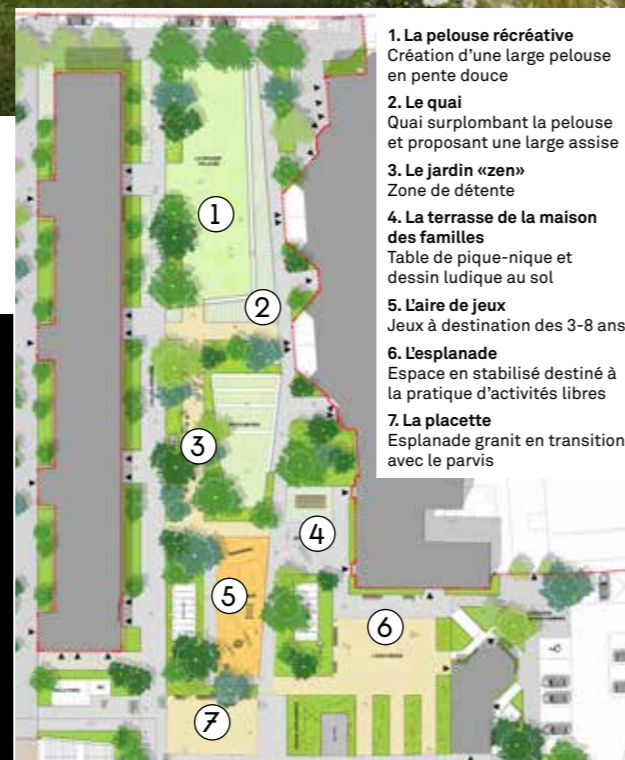 1. La pelouse récréative
Création d'une large pelouse
en pente douce
2. Le quai
Quai surplombant la pelouse
et proposant une large assise
3. Le jardin «zen»
Zone de détente
4. La terrasse de la maison
des familles
Table de pique-nique et
dessin ludique au sol
5. L'aire de jeux
Jeux à destination des 3-8 ans
6. L'esplanade
Espace en stabilisé destiné à
la pratique d'activités libres
7. La placette
Esplanade granit en transition
avec le parvis
1
2
3
4
5
6
7